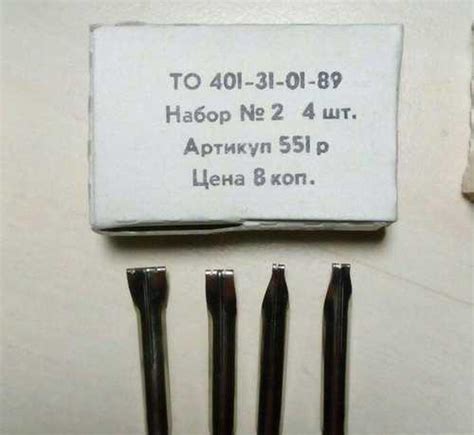 ТО 401-31-01-89
Набор № 2 4 шт.
Артикул 551 р
Цена 8 коп.